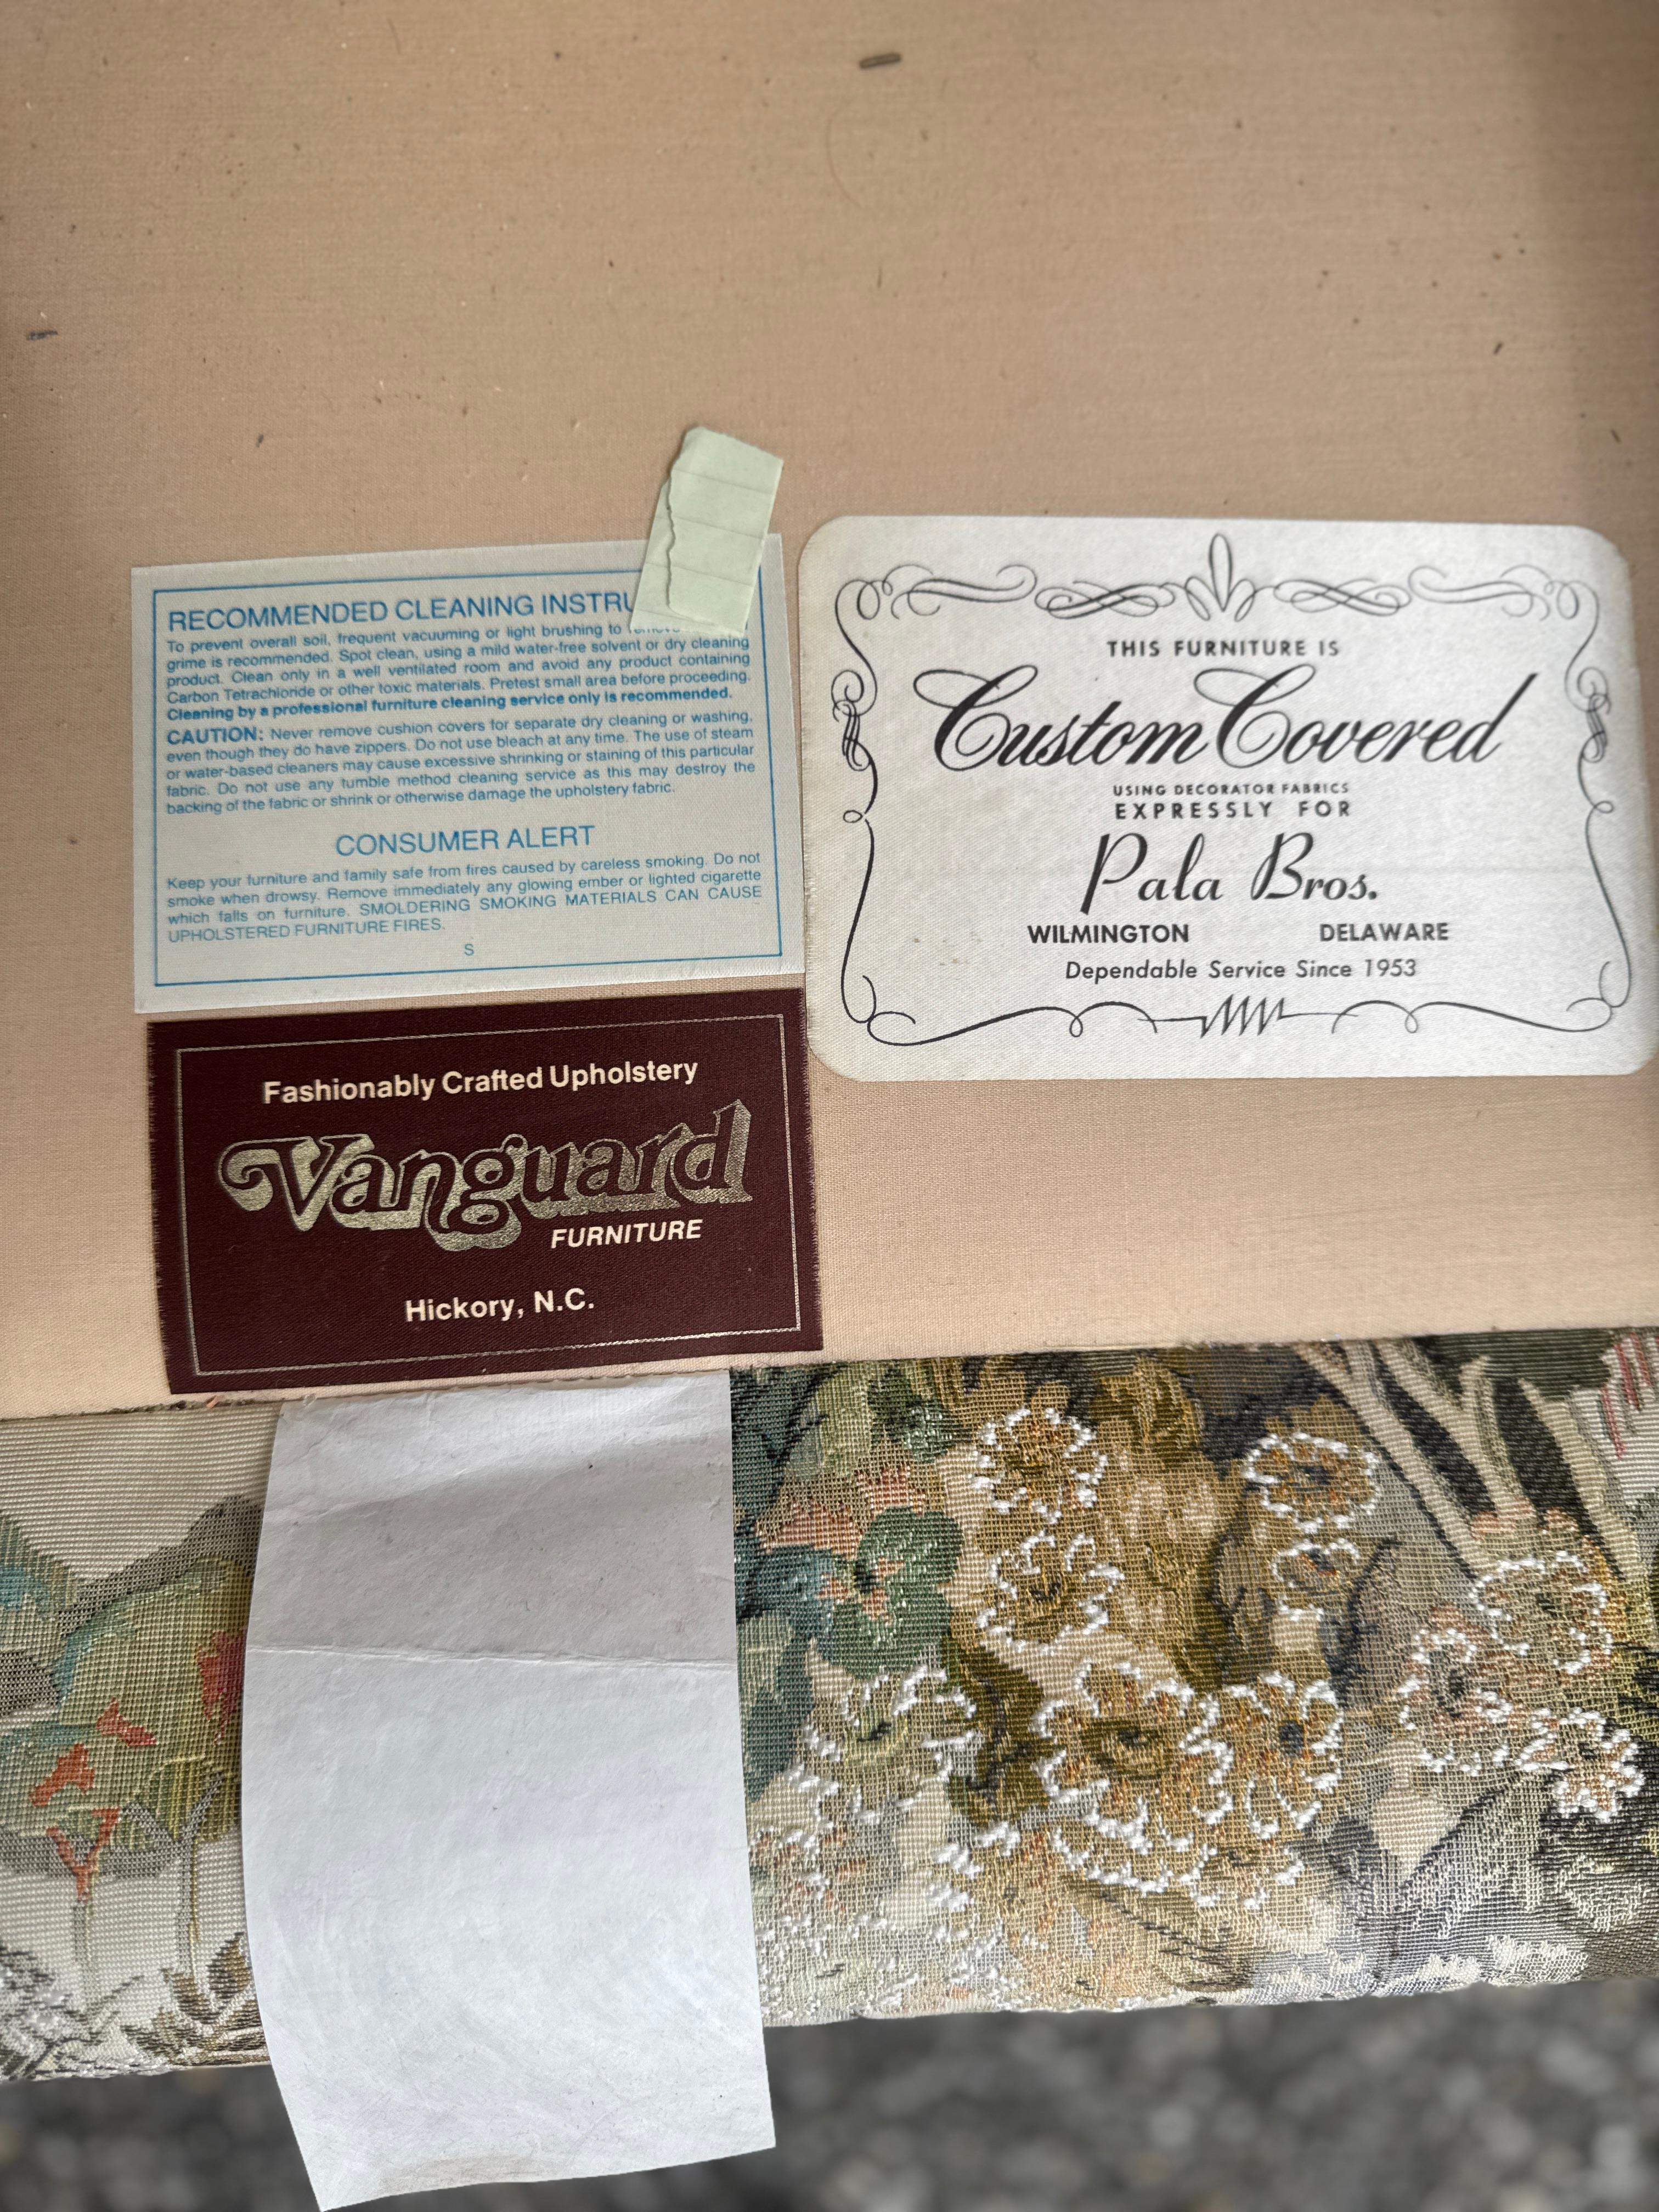 RECOMMENDED CLEANING INSTRU
To prevent overall soil, frequent vacuuming or light brushing to
grime is recommended. Spot clean, using a mild water-free solvent or dry cleaning
product. Clean only in a well ventilated room and avoid any product containing
Carbon Tetrachloride or other toxic materials. Pretest small area before proceeding.
Cleaning by a professional furniture cleaning service only is recommended.
CAUTION: Never remove cushion covers for separate dry cleaning or washing,
even though they do have zippers. Do not use bleach at any time. The use of steam
or water-based cleaners may cause excessive shrinking or staining of this particular
fabric. Do not use any tumble method cleaning service as this may destroy the
backing of the fabric or shrink or otherwise damage the upholstery fabric.
CONSUMER ALERT
Keep your furniture and family safe from fires caused by careless smoking. Do not
smoke when drowsy. Remove immediately any glowing ember or lighted cigarette
which falls on furniture. SMOLDERING SMOKING MATERIALS CAN CAUSE
UPHOLSTERED FURNITURE FIRES.
S
THIS FURNITURE IS
Custom Covered
USING DECORATOR FABRICS
EXPRESSLY FOR
Pala Bros.
WILMINGTON DELAWARE
Dependable Service Since 1953
Fashionably Crafted Upholstery
Vanguard
FURNITURE
Hickory, N.C.